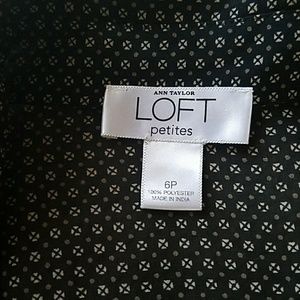 ANN TAYLOR
LOFT
petites
6P
100% POLYESTER
MADE IN INDIA